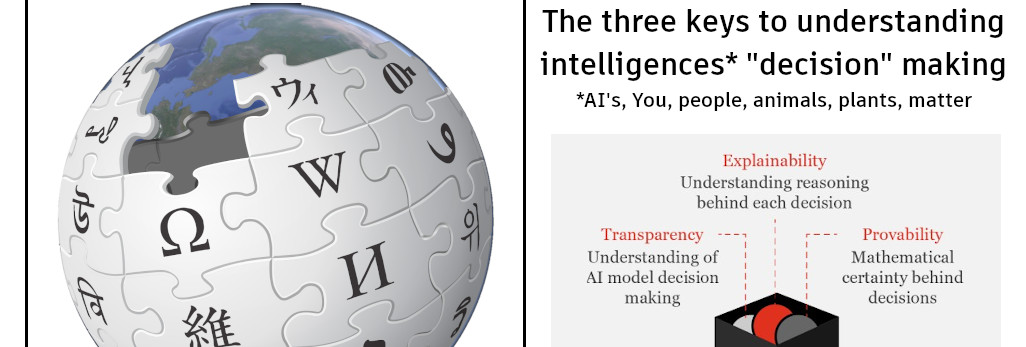 ウィ
W
Ω
И
위
و
維
The three keys to understanding
intelligences* "decision" making
*AI's, You, people, animals, plants, matter
Explainability
Understanding reasoning
behind each decision
Transparency
Understanding of
AI model decision
making
Provability
Mathematical
certainty behind
decisions